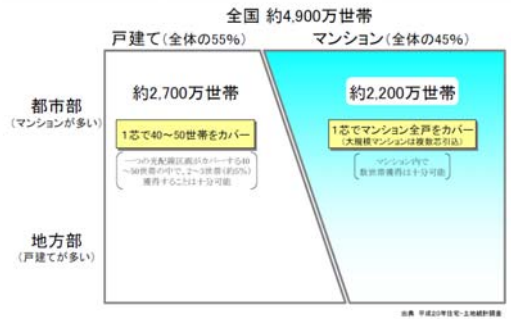 全国 約4,900万世帯
戸建て(全体の55%)
マンション(全体の45%)
都市部
(マンションが多い)
約2,700万世帯
約2,200万世帯
1芯で40～50世帯をカバー
1芯でマンション全戸をカバー
(大規模マンションは複数芯引込)
一つの光配線区画がカバーする40
～50世帯の中で、2～3世帯(約5%)
獲得することは十分可能
マンション内で
数世帯獲得は十分可能
地方部
(戸建てが多い)
出典 平成20年住宅・土地統計調査